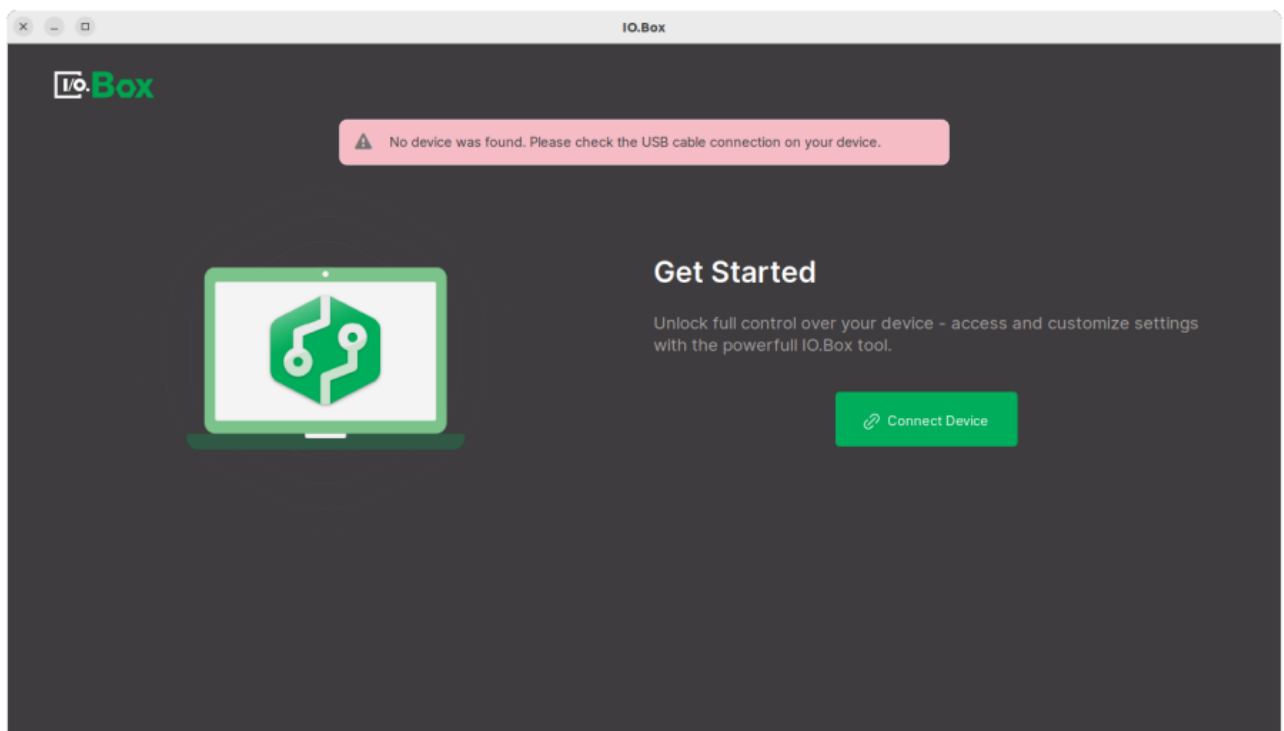 IO.Box
I/O.Box
No device was found. Please check the USB cable connection on your device.
Get Started
Unlock full control over your device - access and customize settings
with the powerfull IO.Box tool.
Connect Device